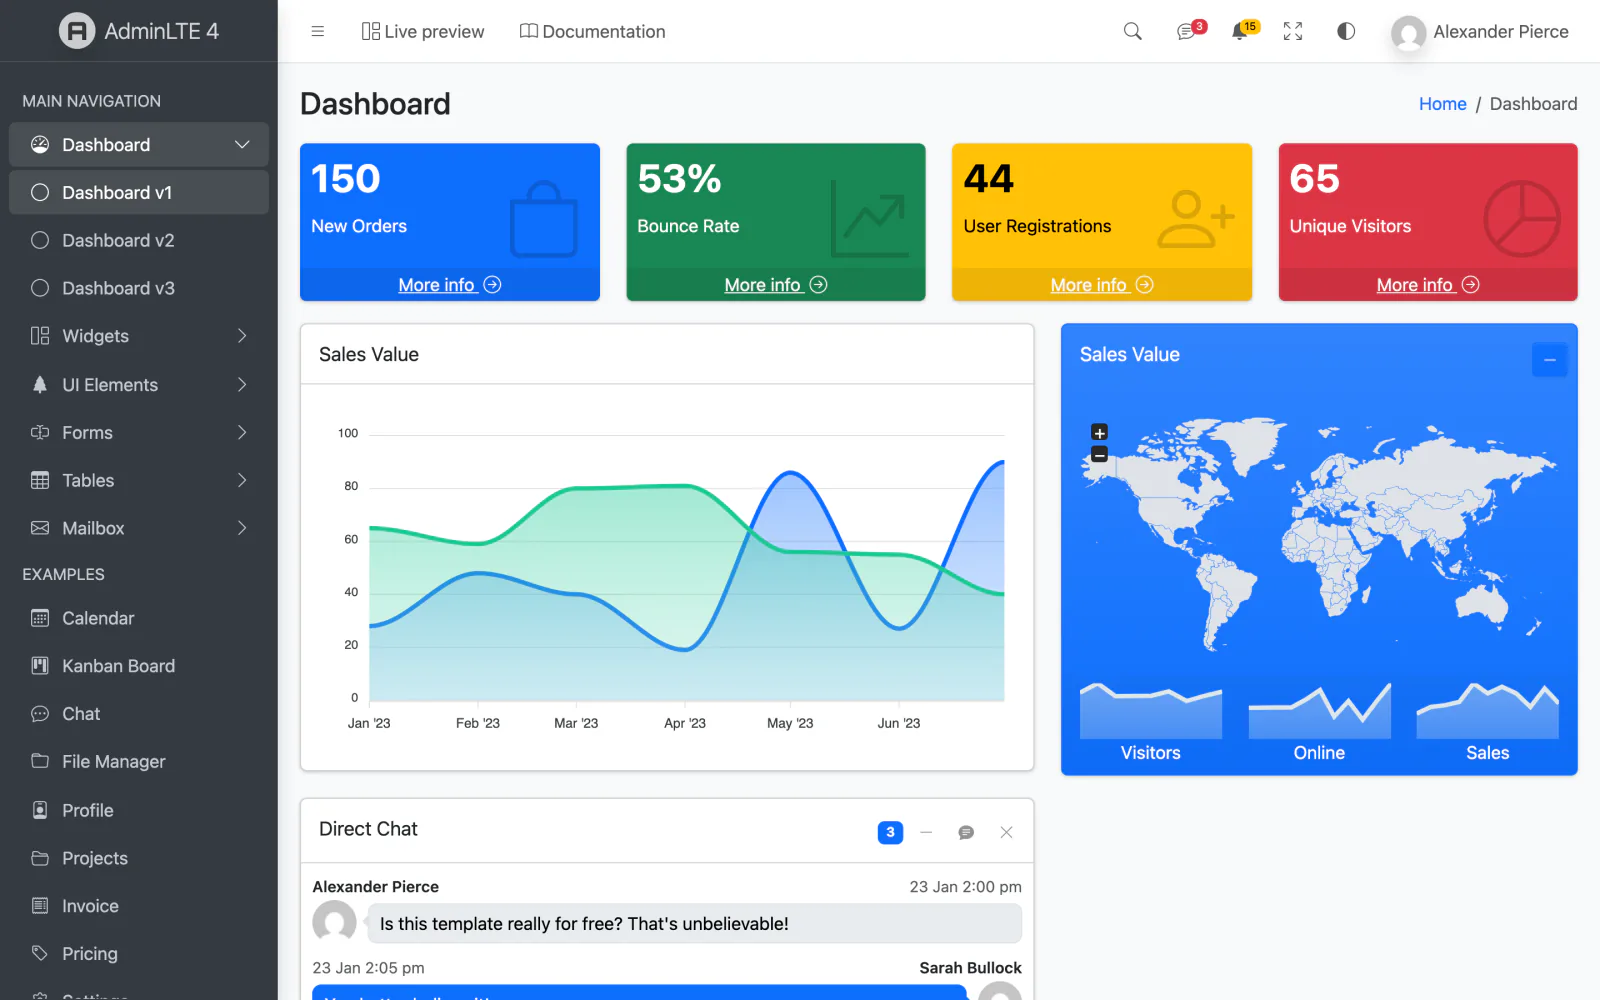 AdminLTE 4
Live preview
Documentation
3
15
Alexander Pierce
MAIN NAVIGATION
Dashboard
Dashboard v1
Dashboard v2
Dashboard v3
Widgets
UI Elements
Forms
Tables
Mailbox
EXAMPLES
Calendar
Kanban Board
Chat
File Manager
Profile
Projects
Invoice
Pricing
Dashboard
Home / Dashboard
150
New Orders
More info
53%
Bounce Rate
More info
44
User Registrations
More info
65
Unique Visitors
More info
Sales Value
100
80
60
40
20
0
Jan '23
Feb '23
Mar '23
Apr '23
May '23
Jun '23
Sales Value
+
−
Visitors
Online
Sales
Direct Chat
3
Alexander Pierce
23 Jan 2:00 pm
Is this template really for free? That's unbelievable!
23 Jan 2:05 pm
Sarah Bullock